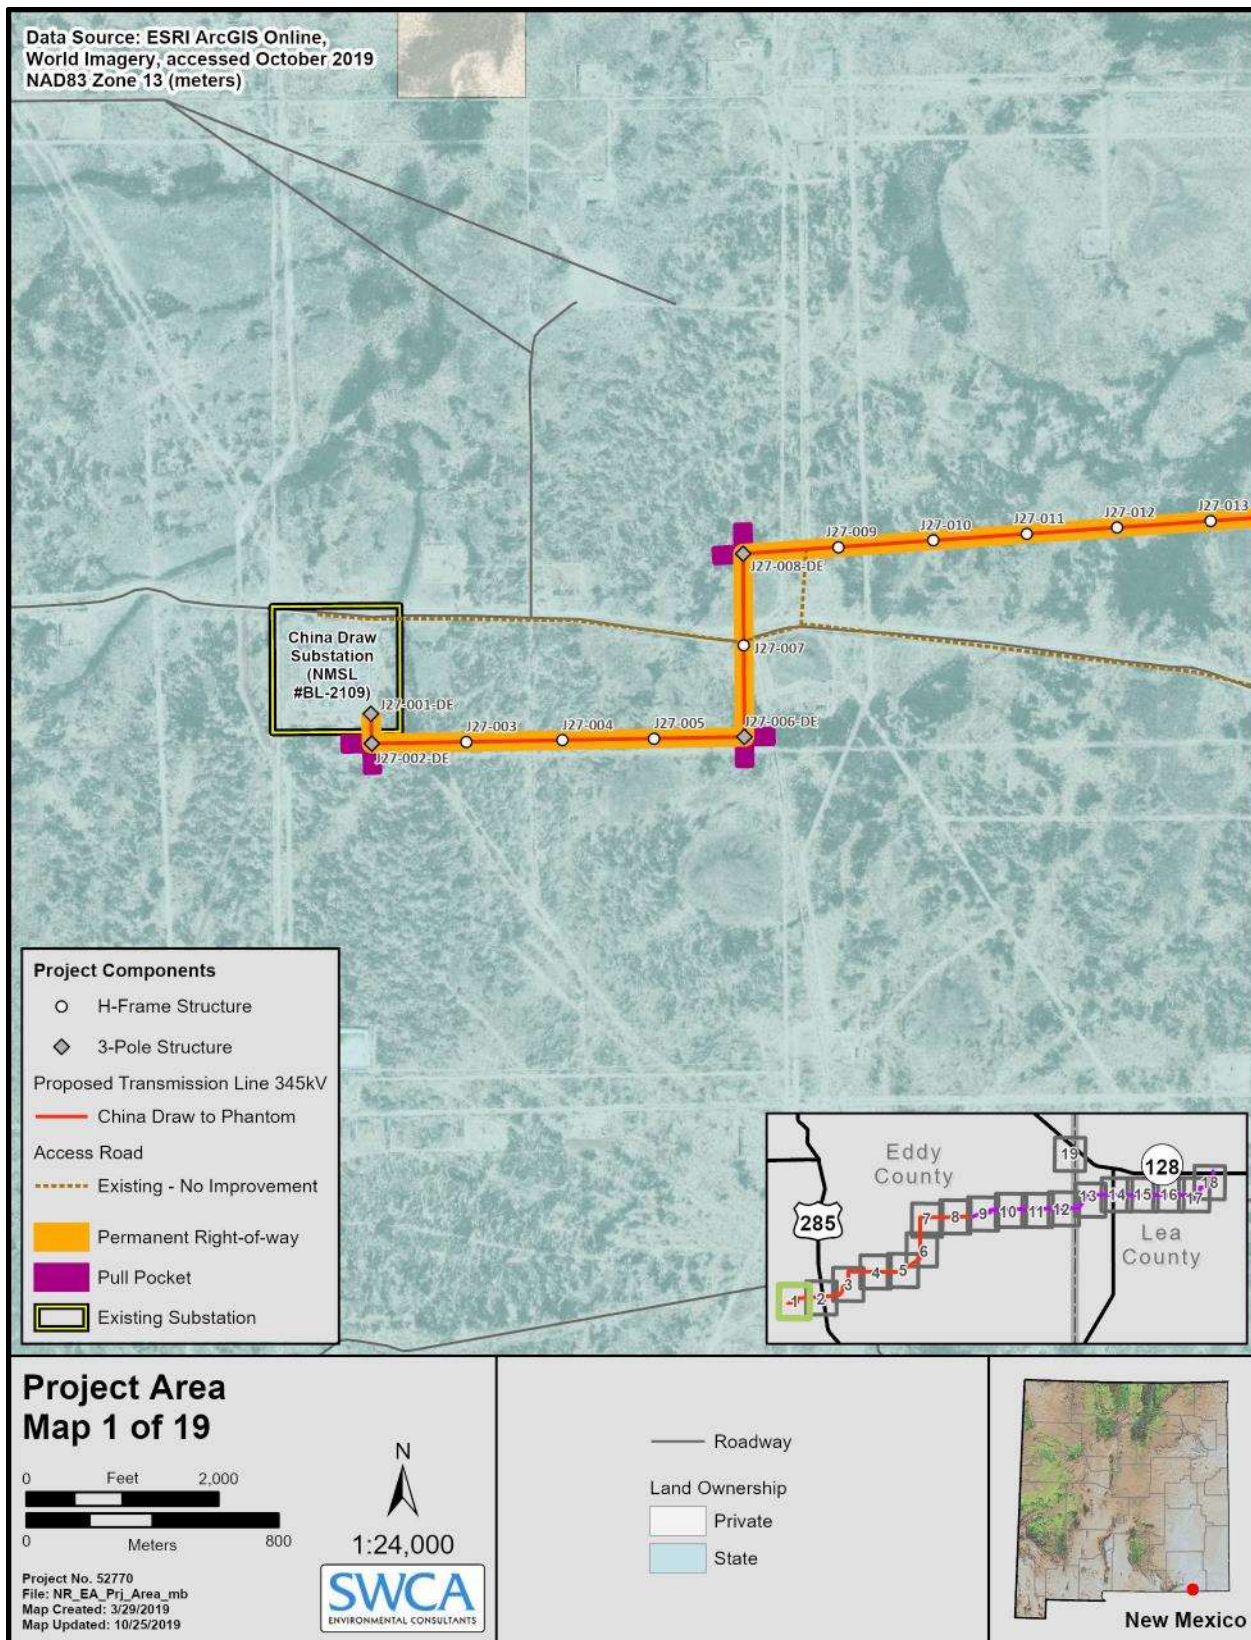 Data Source: ESRI ArcGIS Online,
World Imagery, accessed October 2019
NAD83 Zone 13 (meters)
J27-009
J27-010
J27-011
J27-012
J27-013
J27-008-DE
China Draw
Substation
(NMSL
#BL-2109)
J27-007
J27-001-DE
J27-002-DE
J27-003
J27-004
J27-005
J27-006-DE
Project Components
H-Frame Structure
3-Pole Structure
Proposed Transmission Line 345kV
China Draw to Phantom
Access Road
Existing - No Improvement
Permanent Right-of-way
Pull Pocket
Existing Substation
Eddy
County
285
128
Lea
County
1
2
3
4
5
6
7
8
9
10
11
12
13
14
15
16
17
18
19
Project Area
Map 1 of 19
0 Feet 2,000
0 Meters 800
N
1:24,000
Project No. 52770
File: NR_EA_Prj_Area_mb
Map Created: 3/29/2019
Map Updated: 10/25/2019
SWCA
ENVIRONMENTAL CONSULTANTS
Roadway
Land Ownership
Private
State
New Mexico